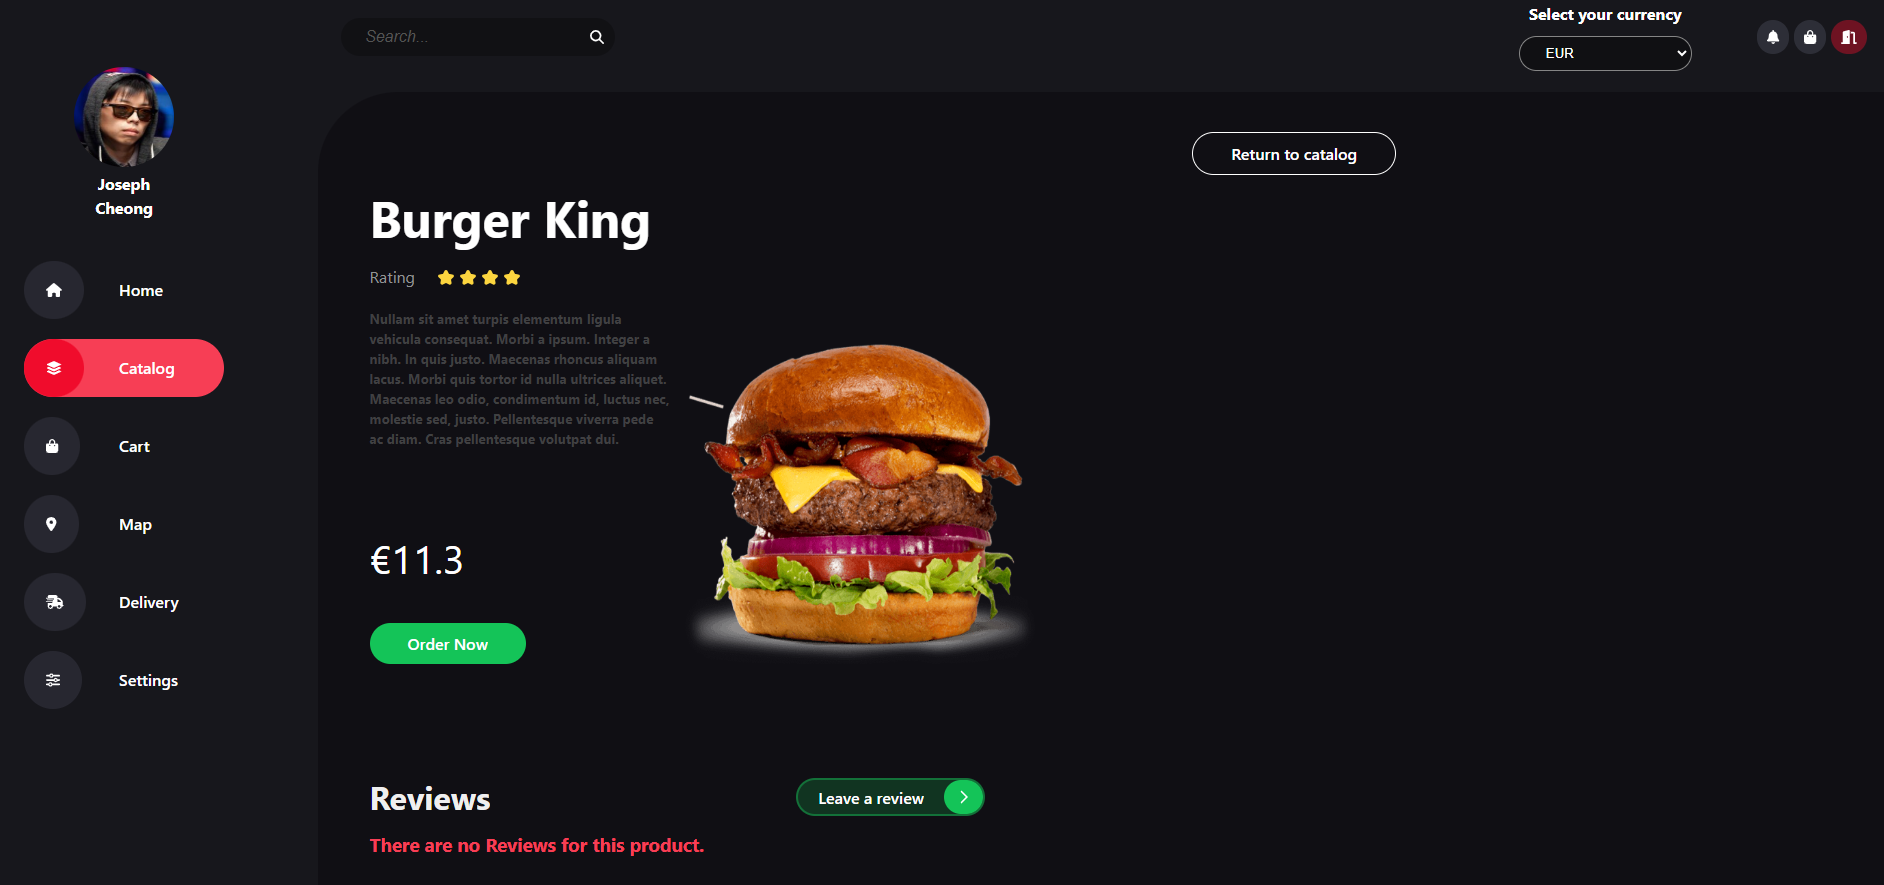 Search...
Select your currency
EUR
Joseph
Cheong
Home
Catalog
Cart
Map
Delivery
Settings
Return to catalog
Burger King
Rating
Nullam sit amet turpis elementum ligula
vehicula consequat. Morbi a ipsum. Integer a
nibh. In quis justo. Maecenas rhoncus aliquam
lacus. Morbi quis tortor id nulla ultrices aliquet.
Maecenas leo odio, condimentum id, luctus nec,
molestie sed, justo. Pellentesque viverra pede
ac diam. Cras pellentesque volutpat dui.
€11.3
Order Now
Reviews
Leave a review
There are no Reviews for this product.